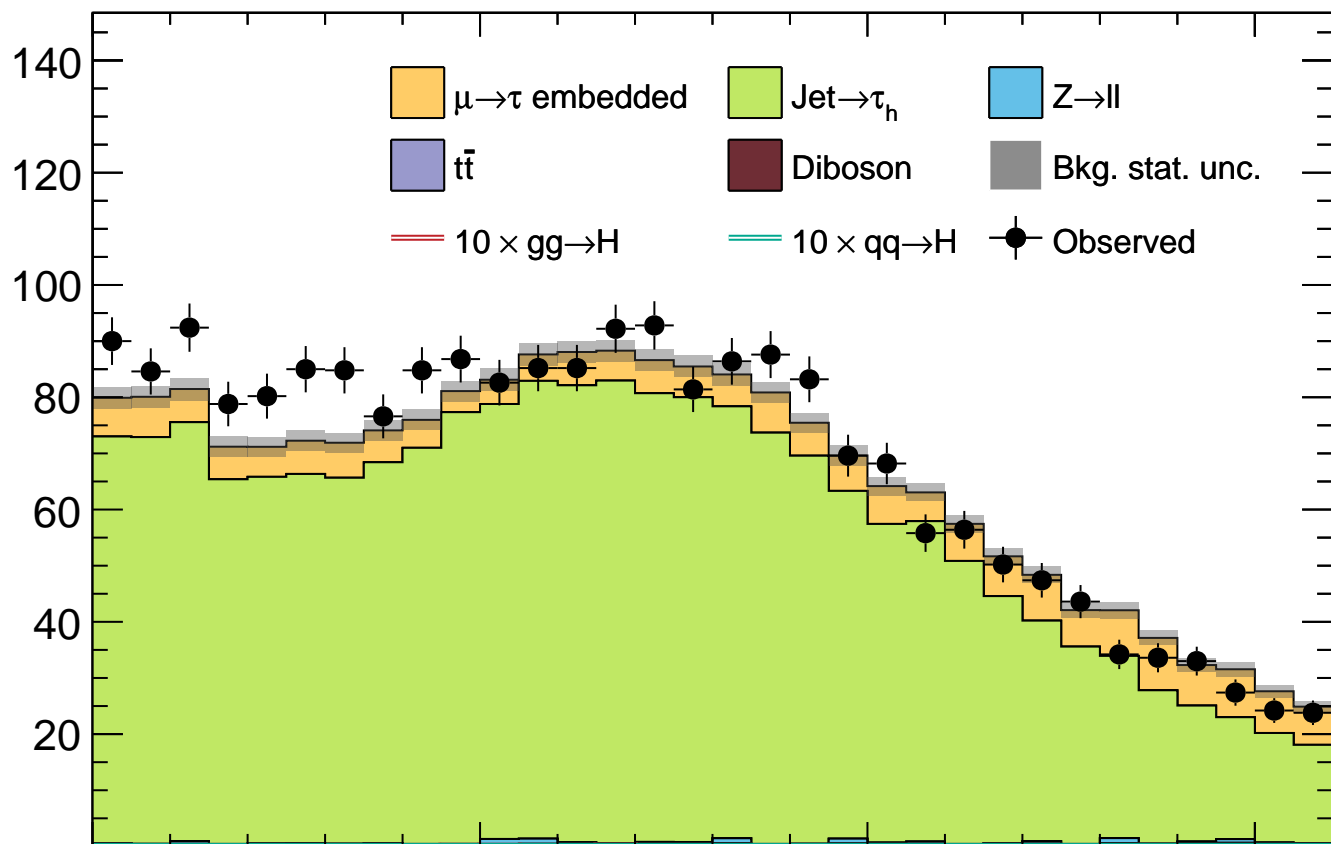 140
μ→τ embedded Jet→τₕ Z→ll
120
tt̄ Diboson Bkg. stat. unc.
10 × gg→H 10 × qq→H Observed
100
80
60
40
20